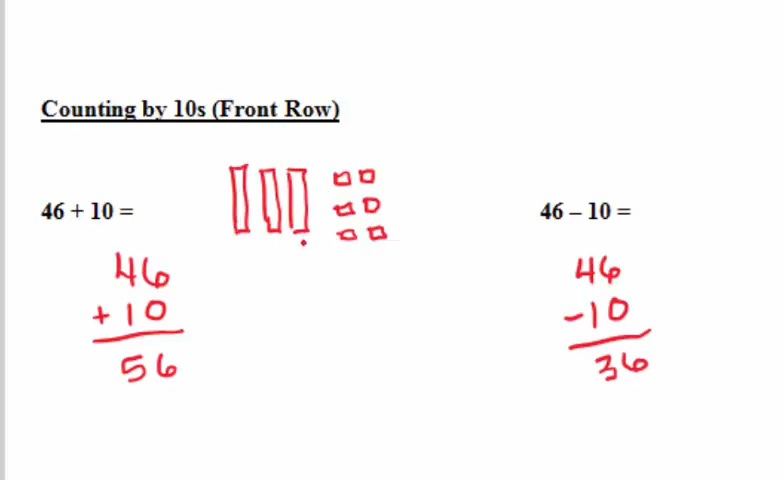 Counting by 10s (Front Row)
46 + 10 =
46
+ 10
56
46 – 10 =
46
- 10
36